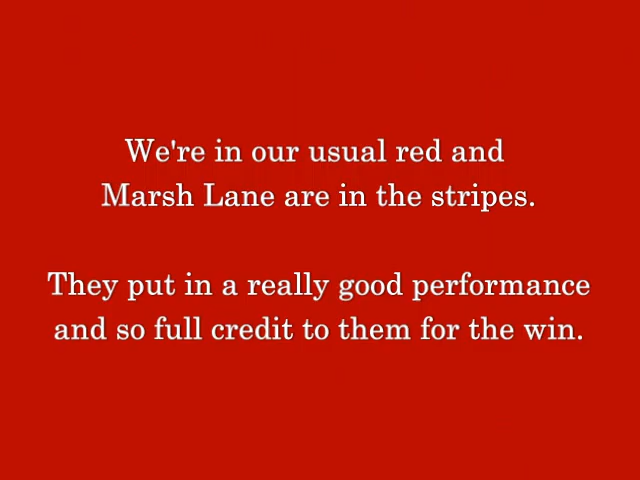 We're in our usual red and
Marsh Lane are in the stripes.
They put in a really good performance
and so full credit to them for the win.